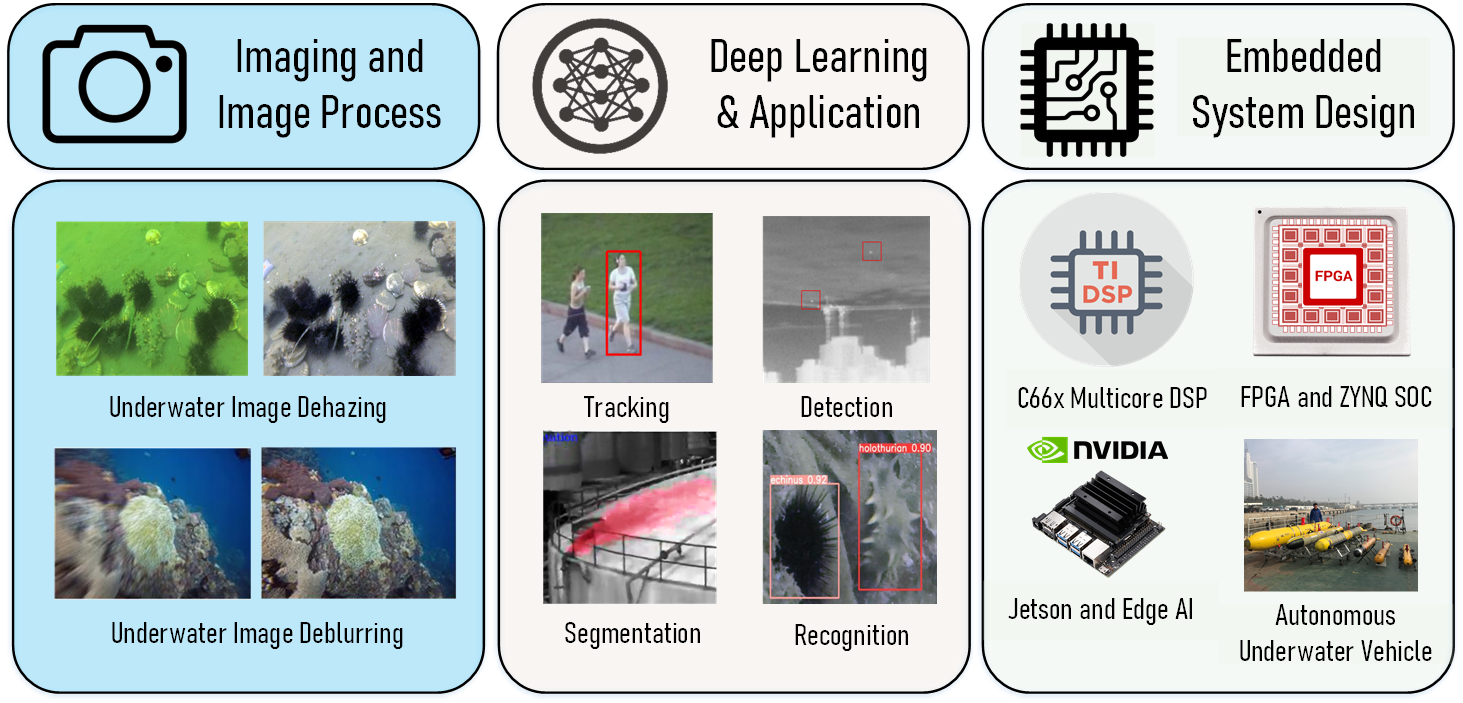 Imaging and
Image Process
Deep Learning
& Application
Embedded
System Design
Underwater Image Dehazing
Underwater Image Deblurring
Tracking
Detection
Segmentation
echinus 0.92
holothurian 0.90
Recognition
TI
DSP
C66x Multicore DSP
FPGA
FPGA and ZYNQ SOC
NVIDIA
Jetson and Edge AI
Autonomous
Underwater Vehicle